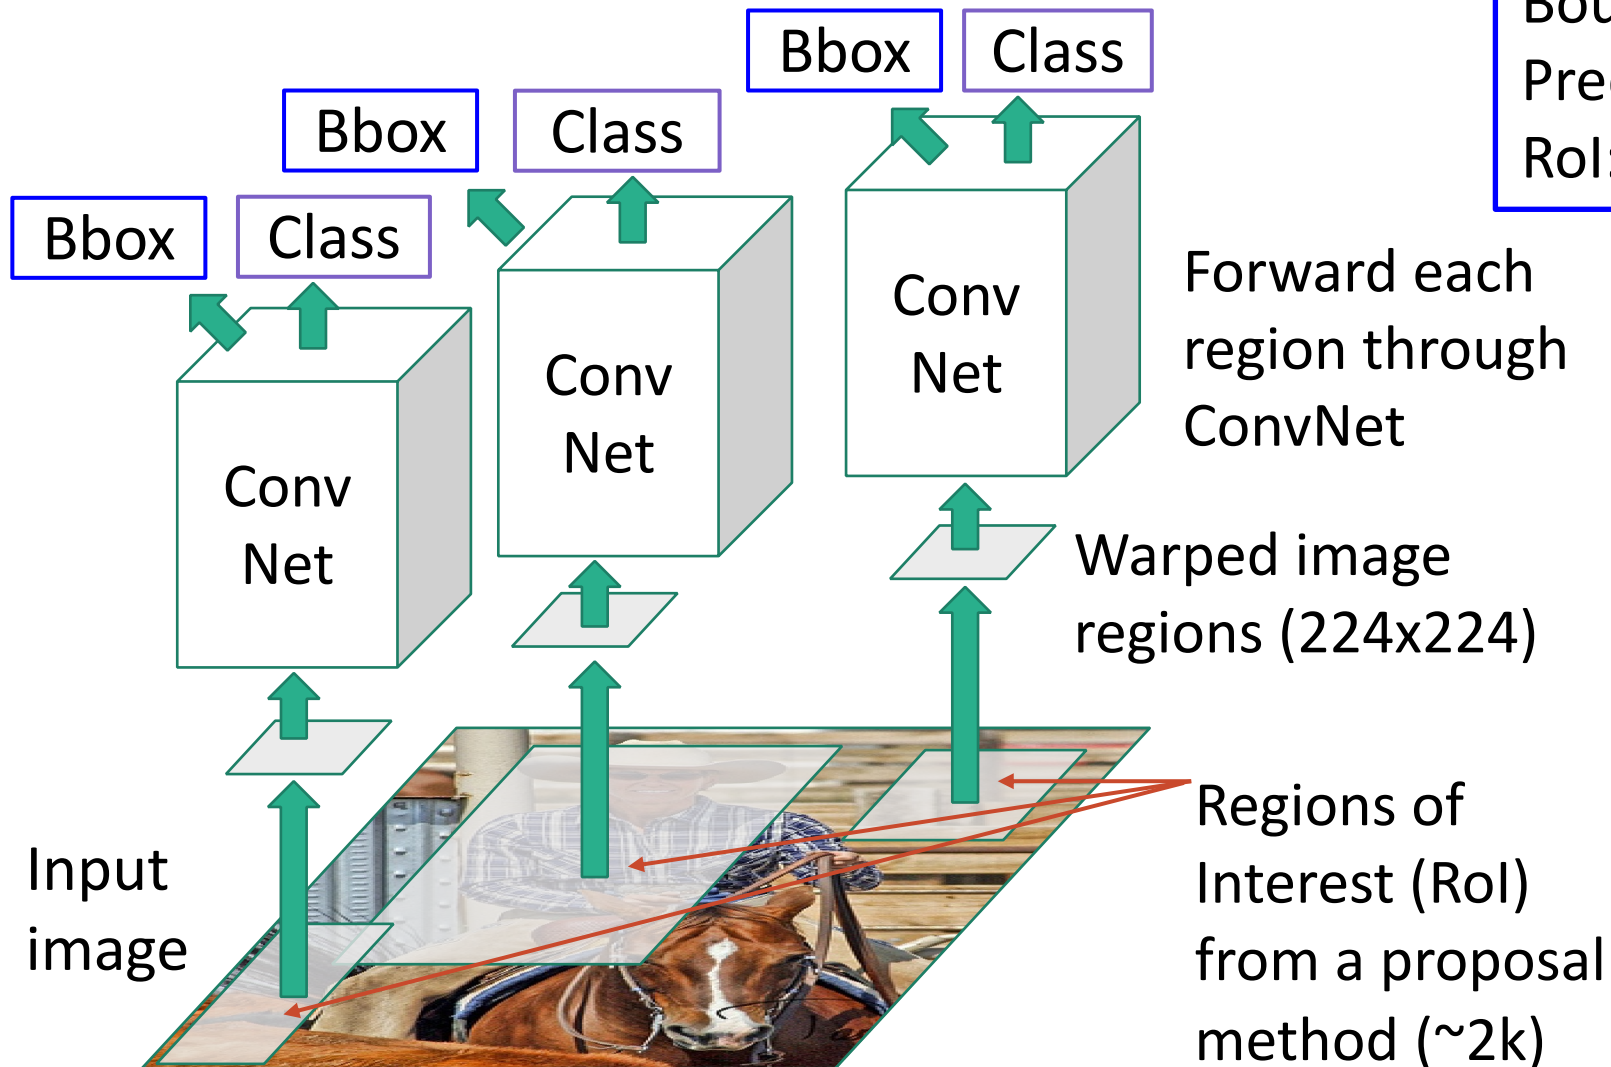 Bbox Class
Bbox Class
Bbox Class
Conv
Net
Conv
Net
Conv
Net
Forward each
region through
ConvNet
Warped image
regions (224x224)
Input
image
Regions of
Interest (RoI)
from a proposal
method (~2k)
RoI: